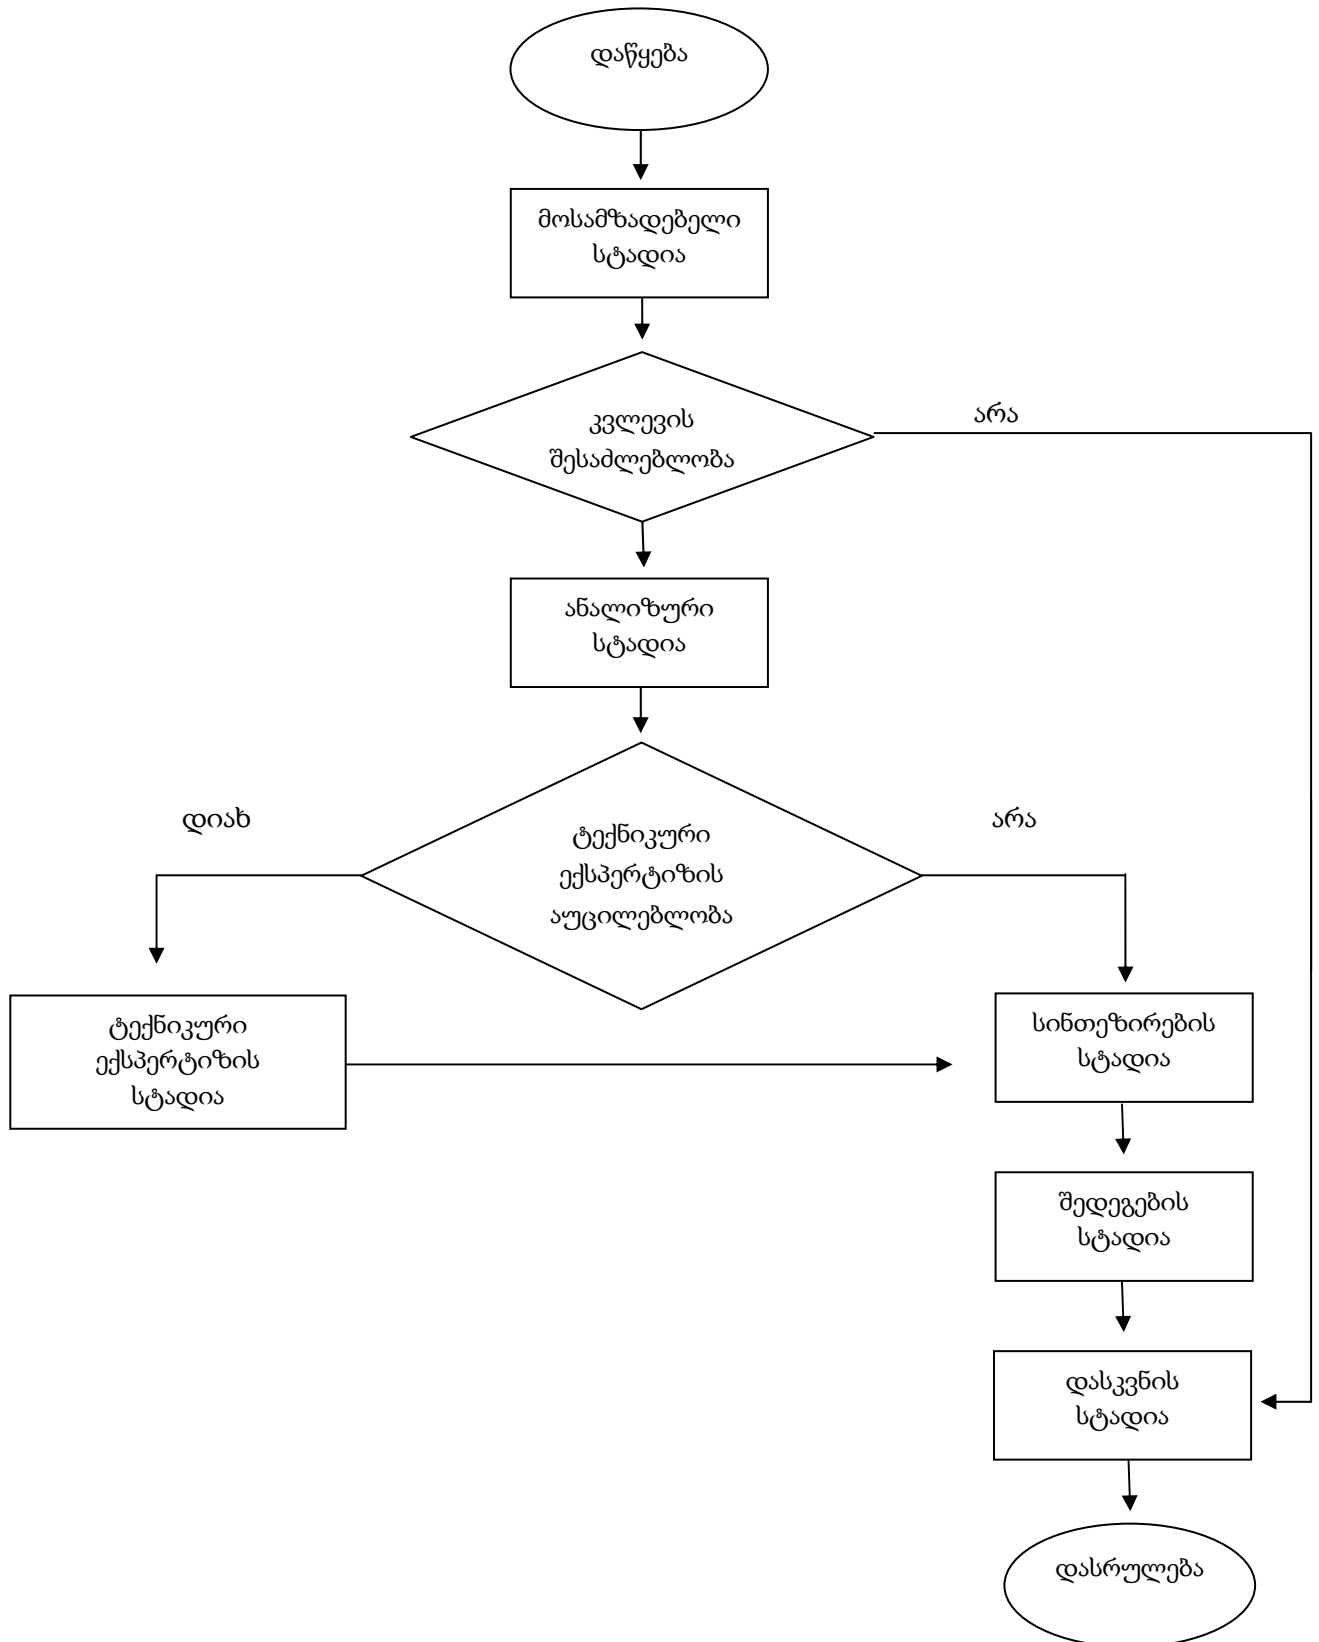 დაწყება
მოსამზადებელი
სტადია
კვლევის
შესაძლებლობა
არა
ანალიზური
სტადია
ტექნიკური
ექსპერტიზის
აუცილებლობა
დიახ
არა
ტექნიკური
ექსპერტიზის
სტადია
სინთეზირების
სტადია
შედეგების
სტადია
დასკვნის
სტადია
დასრულება